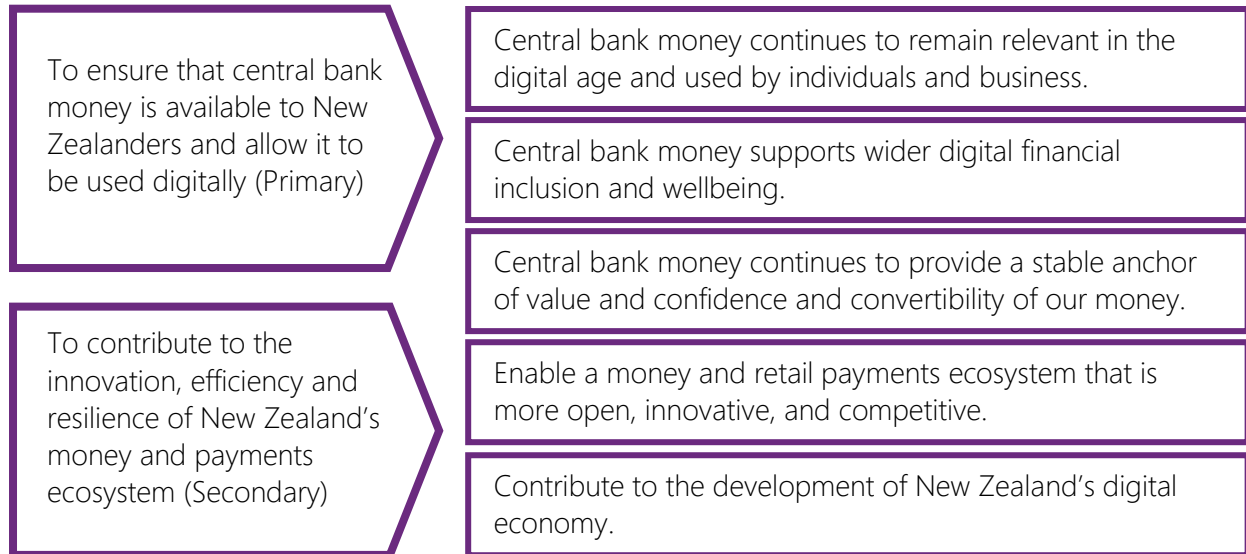 To ensure that central bank
money is available to New
Zealanders and allow it to
be used digitally (Primary)
To contribute to the
innovation, efficiency and
resilience of New Zealand's
money and payments
ecosystem (Secondary)
Central bank money continues to remain relevant in the
digital age and used by individuals and business.
Central bank money supports wider digital financial
inclusion and wellbeing.
Central bank money continues to provide a stable anchor
of value and confidence and convertibility of our money.
Enable a money and retail payments ecosystem that is
more open, innovative, and competitive.
Contribute to the development of New Zealand's digital
economy.